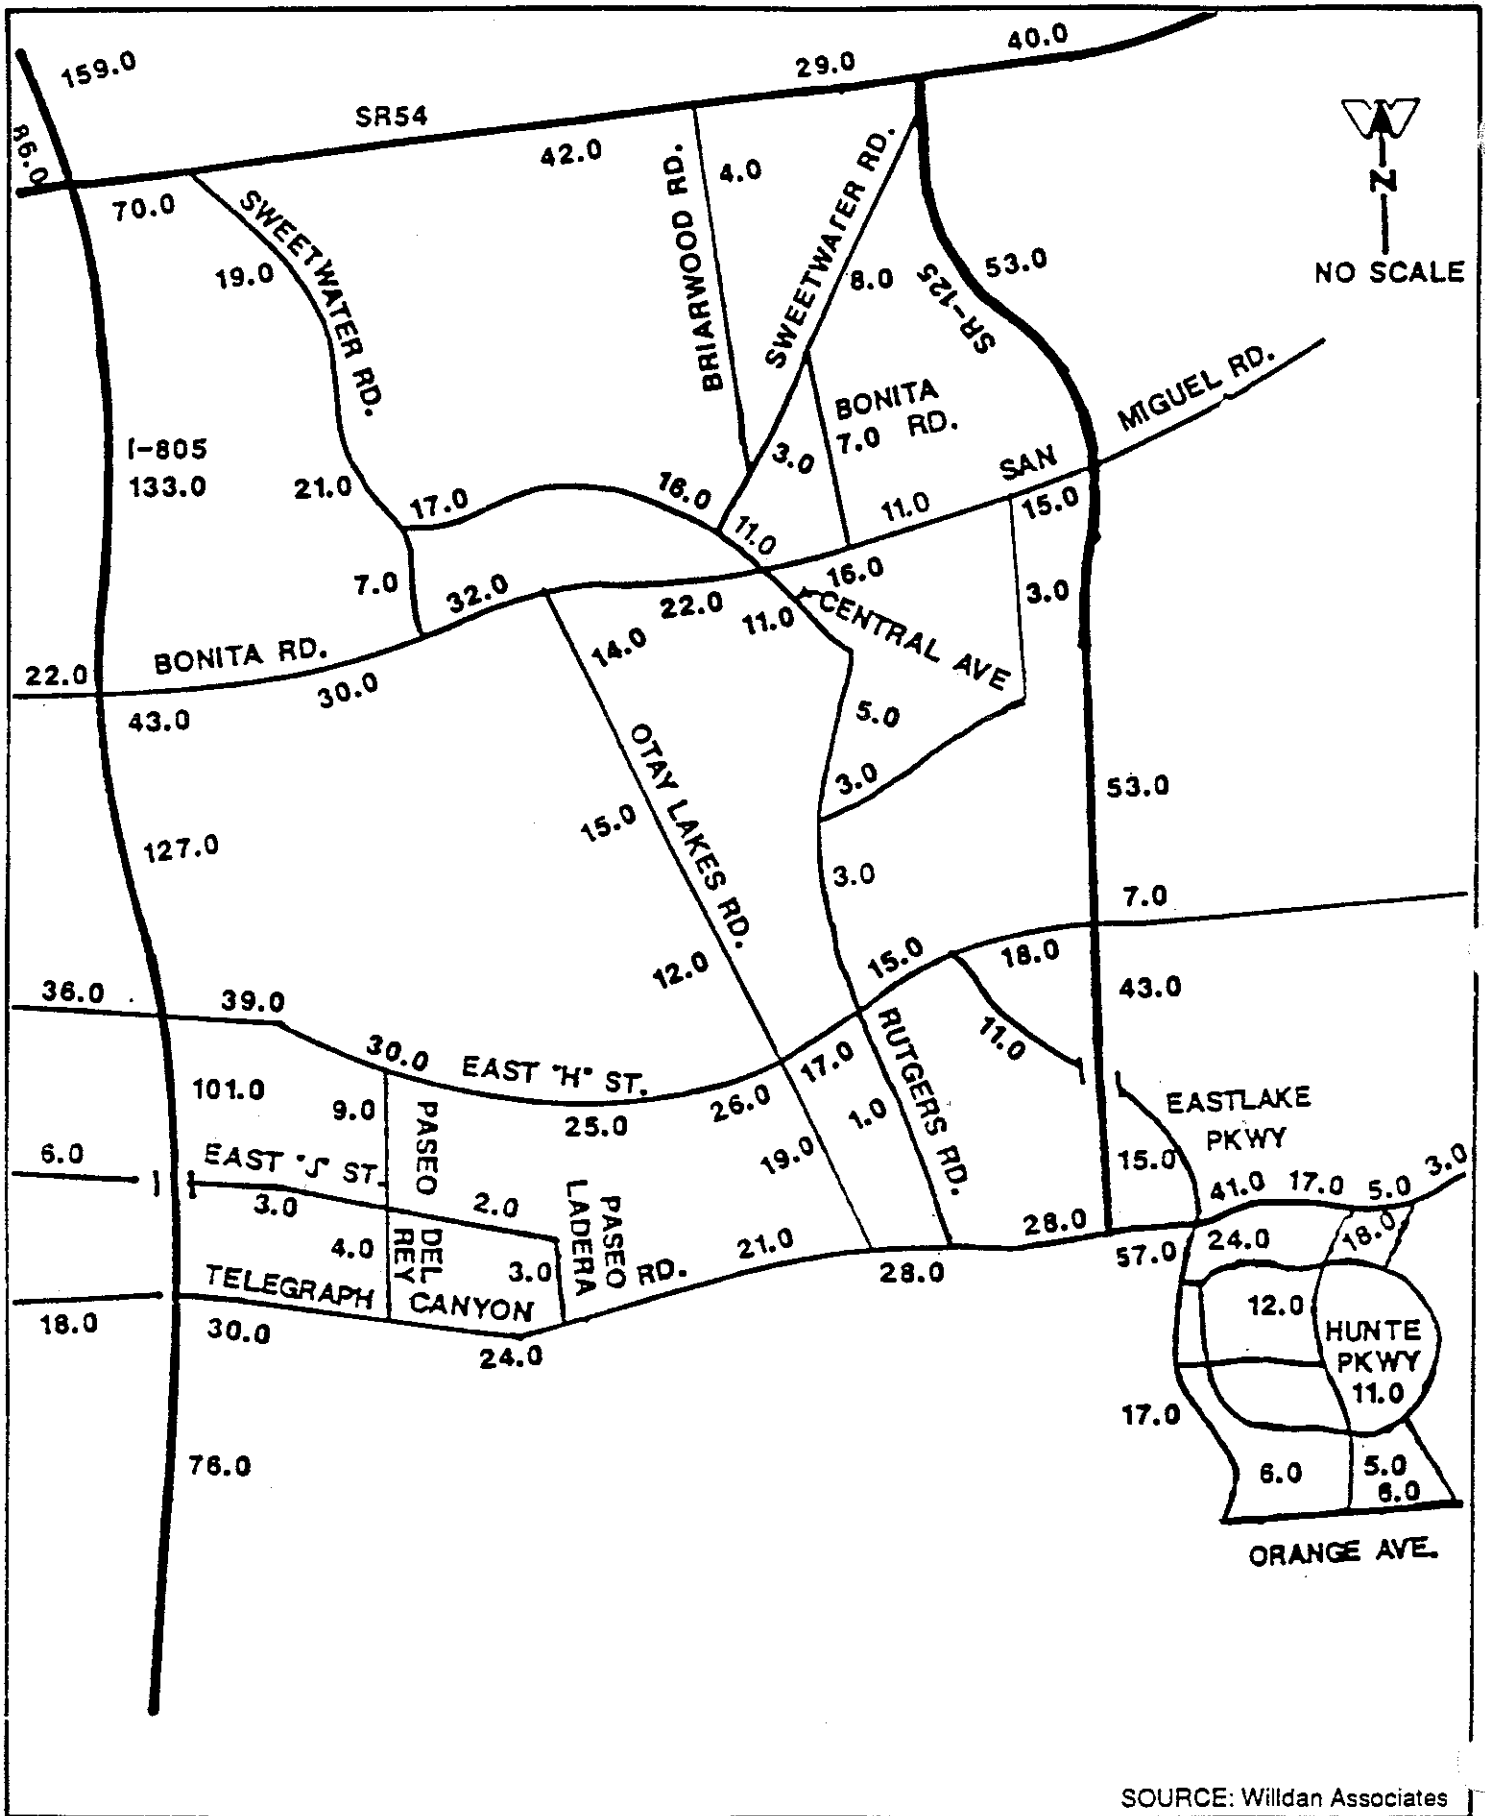 159.0
86.0
SR54
29.0
40.0
70.0
42.0
4.0
BRIARWOOD RD.
SWEETWATER RD.
19.0
SWEETWATER RD.
8.0
SR-125
53.0
N
NO SCALE
I-805
133.0
21.0
17.0
16.0
3.0
BONITA
7.0 RD.
11.0
SAN
MIGUEL RD.
15.0
11.0
7.0
32.0
22.0
16.0
11.0
CENTRAL AVE
3.0
22.0
BONITA RD.
43.0
30.0
14.0
5.0
OTAY LAKES RD.
15.0
3.0
53.0
127.0
3.0
7.0
12.0
15.0
18.0
36.0
39.0
43.0
30.0
EAST "H" ST.
17.0
RUTGERS RD.
11.0
101.0
9.0
PASEO
DEL
REY
25.0
26.0
1.0
EASTLAKE
PKWY
6.0
EAST "J" ST.
3.0
2.0
PASEO
LADERA
19.0
15.0
41.0
17.0
5.0
3.0
4.0
3.0
21.0
28.0
28.0
57.0
24.0
18.0
TELEGRAPH
CANYON
RD.
18.0
30.0
24.0
12.0
HUNTE
PKWY
11.0
17.0
76.0
6.0
5.0
6.0
ORANGE AVE.
SOURCE: Willdan Associates